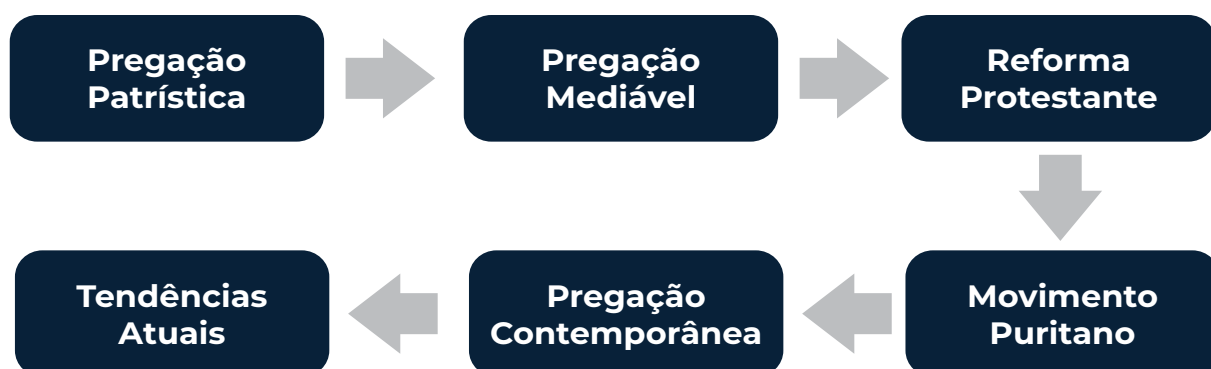 Pregação
Patrística
Pregação
Mediável
Reforma
Protestante
Movimento
Puritano
Pregação
Contemporânea
Tendências
Atuais